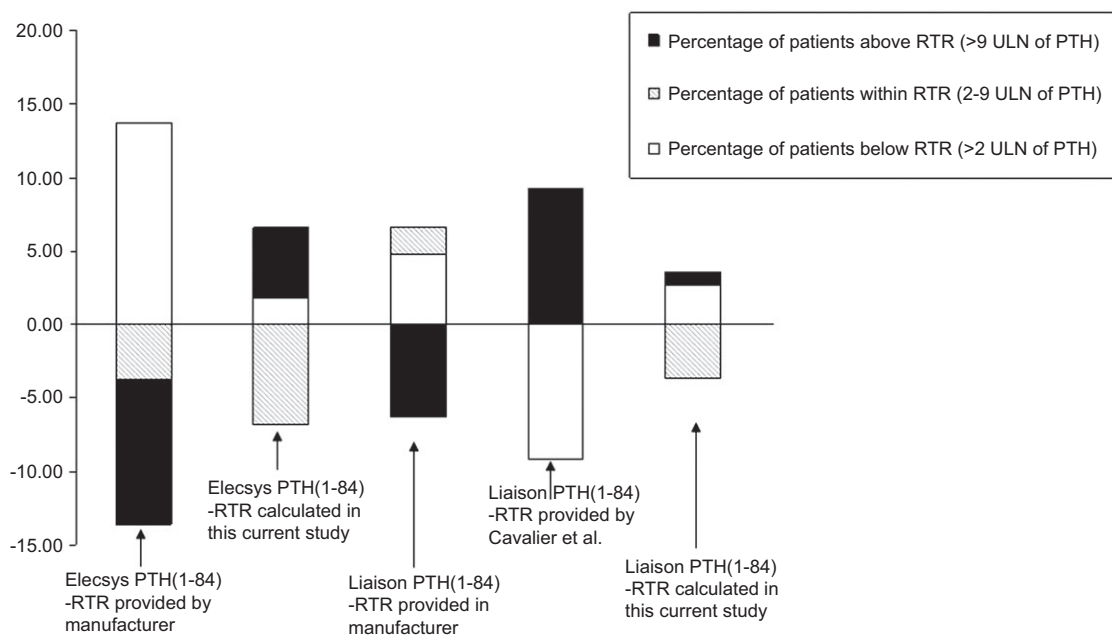 20.00
15.00
10.00
5.00
0.00
-5.00
-10.00
-15.00
Percentage of patients above RTR (>9 ULN of PTH)
Percentage of patients within RTR (2-9 ULN of PTH)
Percentage of patients below RTR (>2 ULN of PTH)
Elecsys PTH(1-84)
-RTR provided by
manufacturer
Elecsys PTH(1-84)
-RTR calculated in
this current study
Liaison PTH(1-84)
-RTR provided in
manufacturer
Liaison PTH(1-84)
-RTR provided by
Cavalier et al.
Liaison PTH(1-84)
-RTR calculated in
this current study